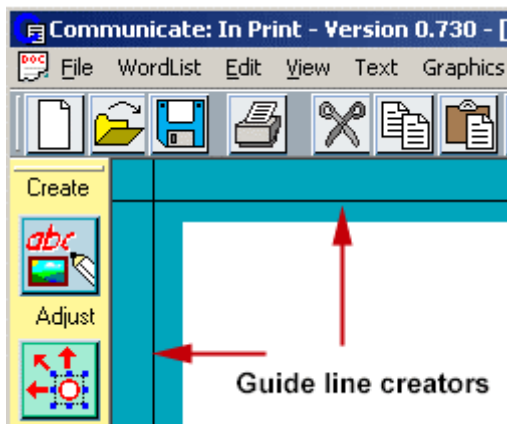 Communicate: In Print - Version 0.730 - [
DOC File WordList Edit View Text Graphics
Create
abc
Adjust
Guide line creators